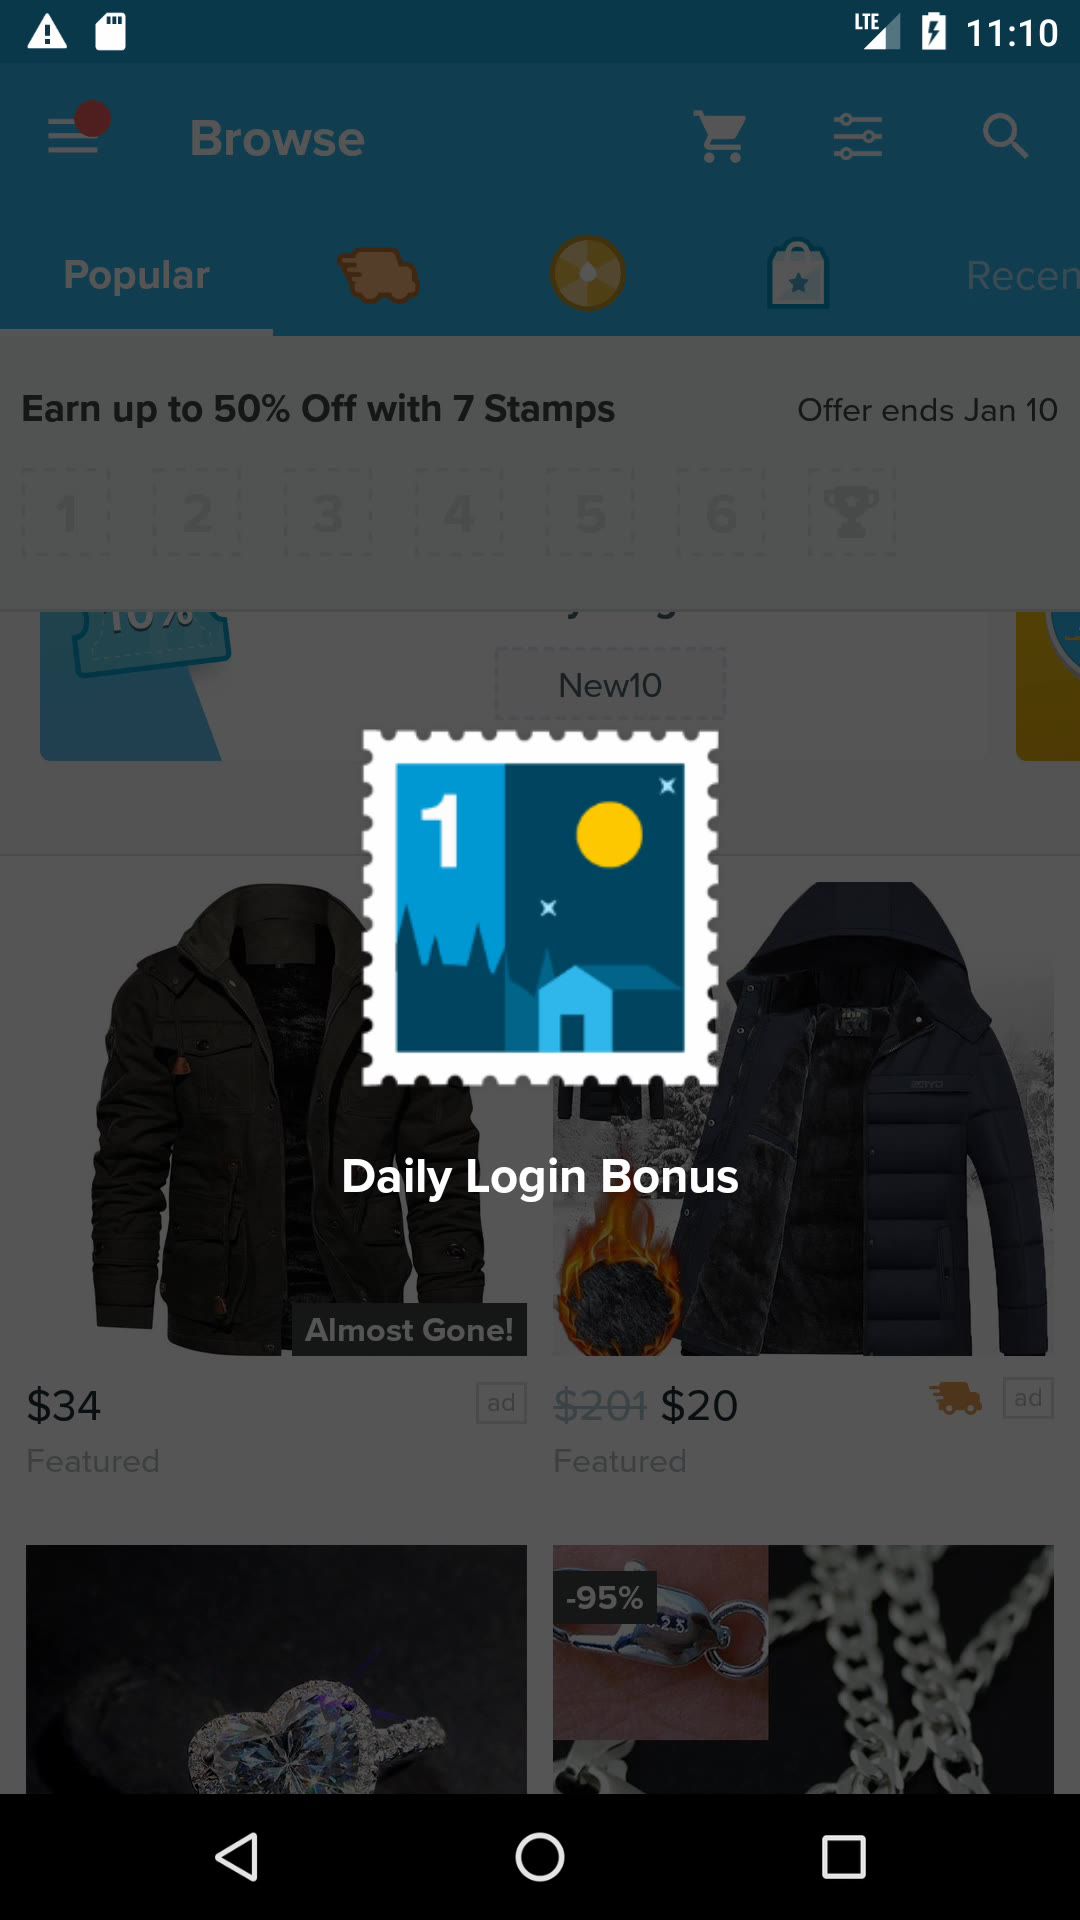 LTE
11:10
Browse
Popular
Recen
Earn up to 50% Off with 7 Stamps
Offer ends Jan 10
1 2 3 4 5 6
10%
New10
1
Daily Login Bonus
Almost Gone!
$34
ad
$201 $20
ad
Featured
Featured
-95%